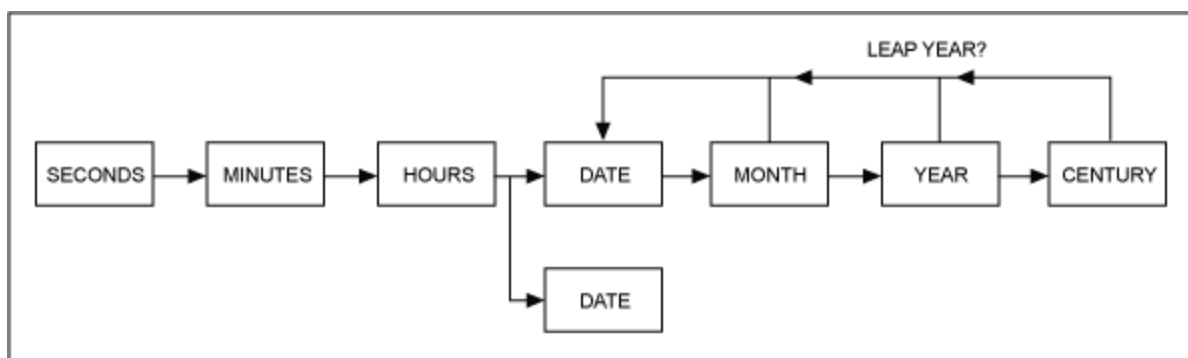 LEAP YEAR?
SECONDS MINUTES HOURS DATE MONTH YEAR CENTURY
DATE